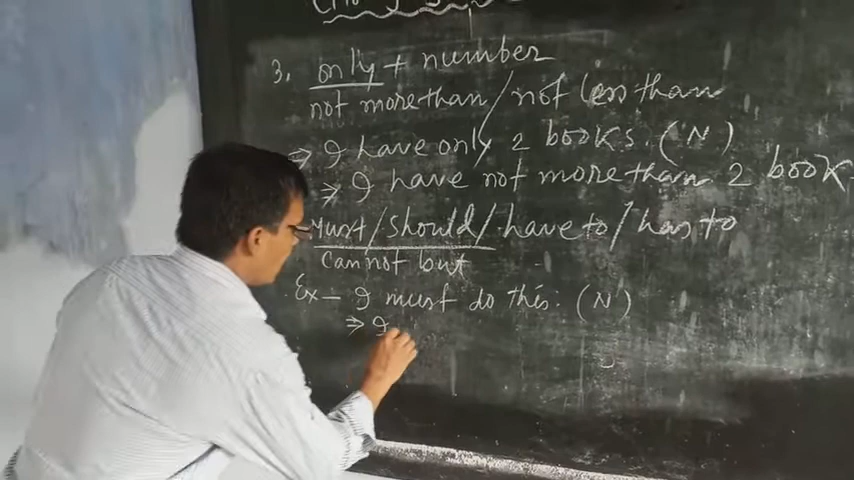 3. only + number
not more than / not less than
⇒ I have only 2 books. (N)
⇒ I have not more than 2 book
Must/should/have to/has to
cannot but
Ex- I must do this. (N)
⇒ I